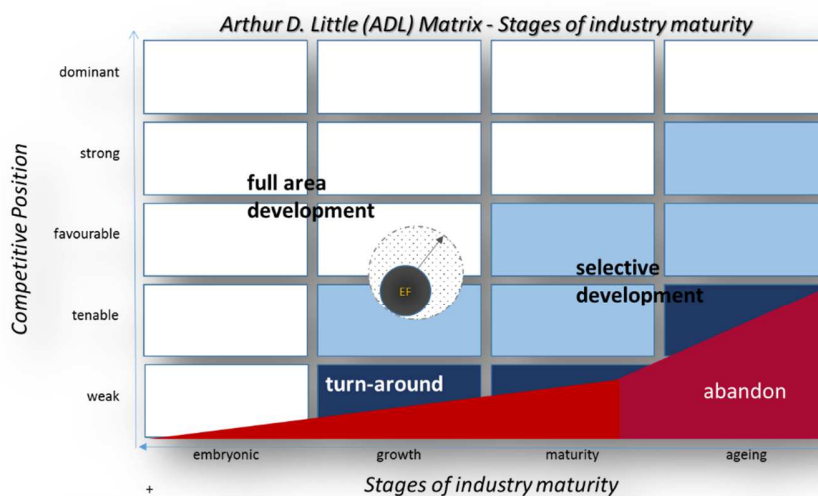 Arthur D. Little (ADL) Matrix - Stages of industry maturity
Competitive Position
dominant
strong
favourable
tenable
weak
full area
development
EF
selective
development
turn-around
abandon
embryonic
growth
maturity
ageing
+
Stages of industry maturity